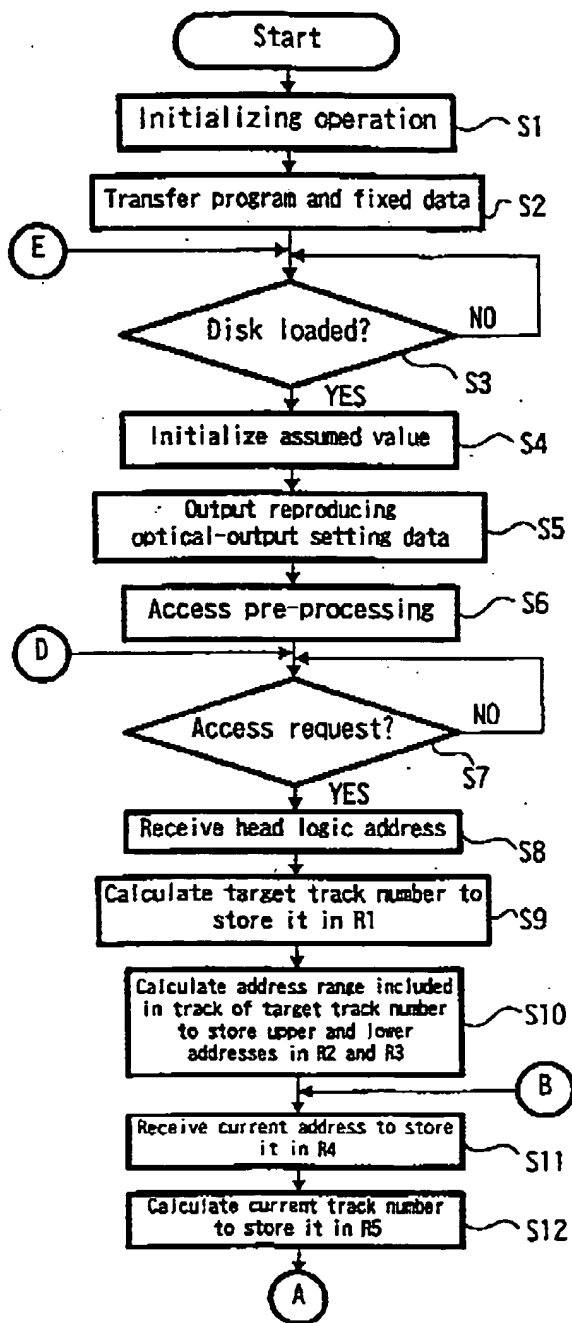 Start
Initializing operation
S1
Transfer program and fixed data
S2
E
Disk loaded?
NO
S3
YES
Initialize assumed value
S4
Output reproducing
optical-output setting data
S5
Access pre-processing
S6
D
Access request?
NO
S7
YES
Receive head logic address
S8
Calculate target track number to
store it in R1
S9
Calculate address range included
in track of target track number
to store upper and lower
addresses in R2 and R3
S10
B
Receive current address to store
it in R4
S11
Calculate current track number
to store it in R5
S12
A